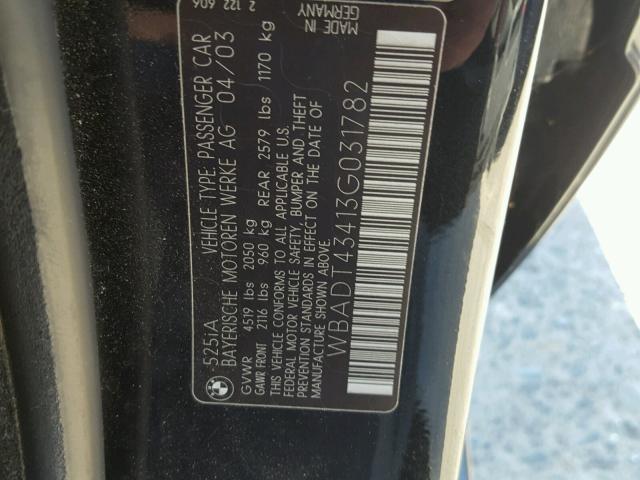 525IA VEHICLE TYPE: PASSENGER CAR
BAYERISCHE MOTOREN WERKE AG 04/03
GVWR 4519 lbs 2050 kg
GAWR FRONT 2116 lbs 960 kg REAR 2579 lbs 1170 kg
THIS VEHICLE CONFORMS TO ALL APPLICABLE U.S.
FEDERAL MOTOR VEHICLE SAFETY, BUMPER AND THEFT
PREVENTION STANDARDS IN EFFECT ON THE DATE OF
MANUFACTURE SHOWN ABOVE.
WBADT43413G031782
2 122 606
MADE IN
GERMANY